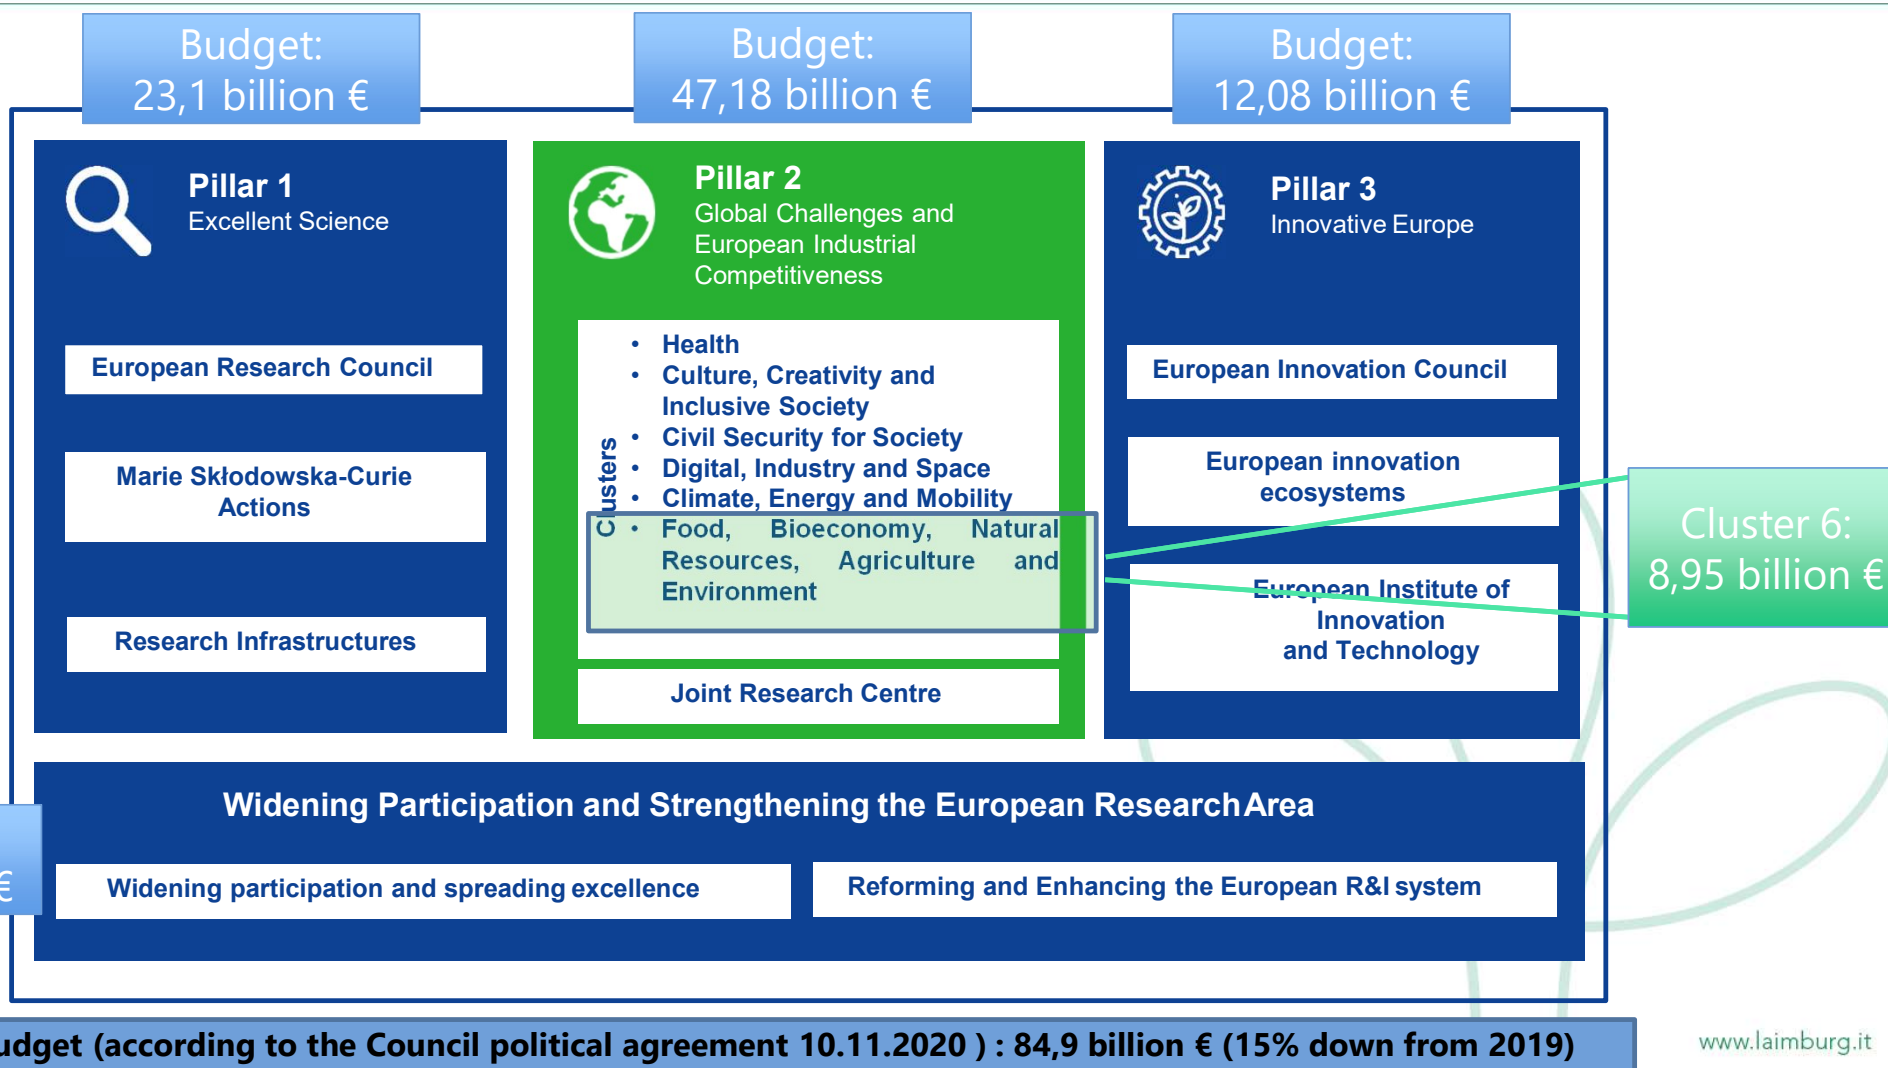 Budget:
23,1 billion €
Budget:
47,18 billion €
Budget:
12,08 billion €
Pillar 1
Excellent Science
European Research Council
Marie Skłodowska-Curie
Actions
Research Infrastructures
Pillar 2
Global Challenges and
European Industrial
Competitiveness
Clusters
• Health
• Culture, Creativity and
Inclusive Society
• Civil Security for Society
• Digital, Industry and Space
• Climate, Energy and Mobility
• Food, Bioeconomy, Natural
Resources, Agriculture and
Environment
Joint Research Centre
Pillar 3
Innovative Europe
European Innovation Council
European innovation
ecosystems
European Institute of
Innovation
and Technology
Cluster 6:
8,95 billion €
Widening Participation and Strengthening the European Research Area
€
Widening participation and spreading excellence
Reforming and Enhancing the European R&I system
(according to the Council political agreement 10.11.2020 ) : 84,9 billion € (15% down from 2019)
www.laimburg.it